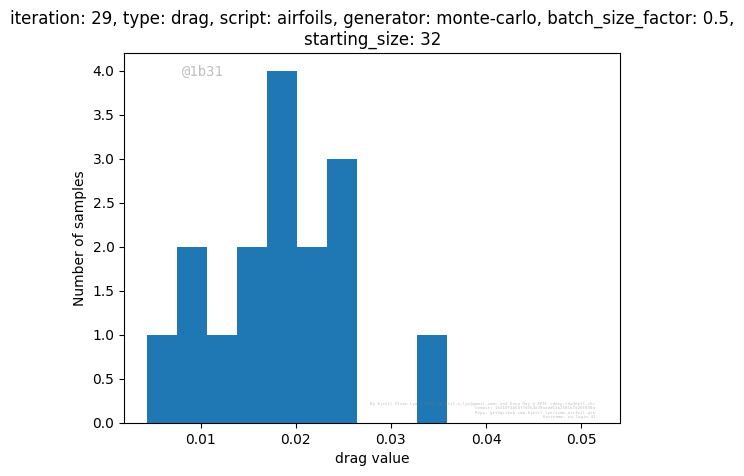 iteration: 29, type: drag, script: airfoils, generator: monte-carlo, batch_size_factor: 0.5,
starting_size: 32
@1b31
4.0
3.5
3.0
2.5
2.0
1.5
1.0
0.5
0.0
Number of samples
0.01
0.02
0.03
0.04
0.05
drag value